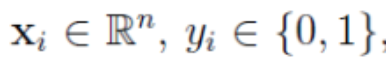 𝐱ᵢ ∈ ℝⁿ, yᵢ ∈ {0, 1},